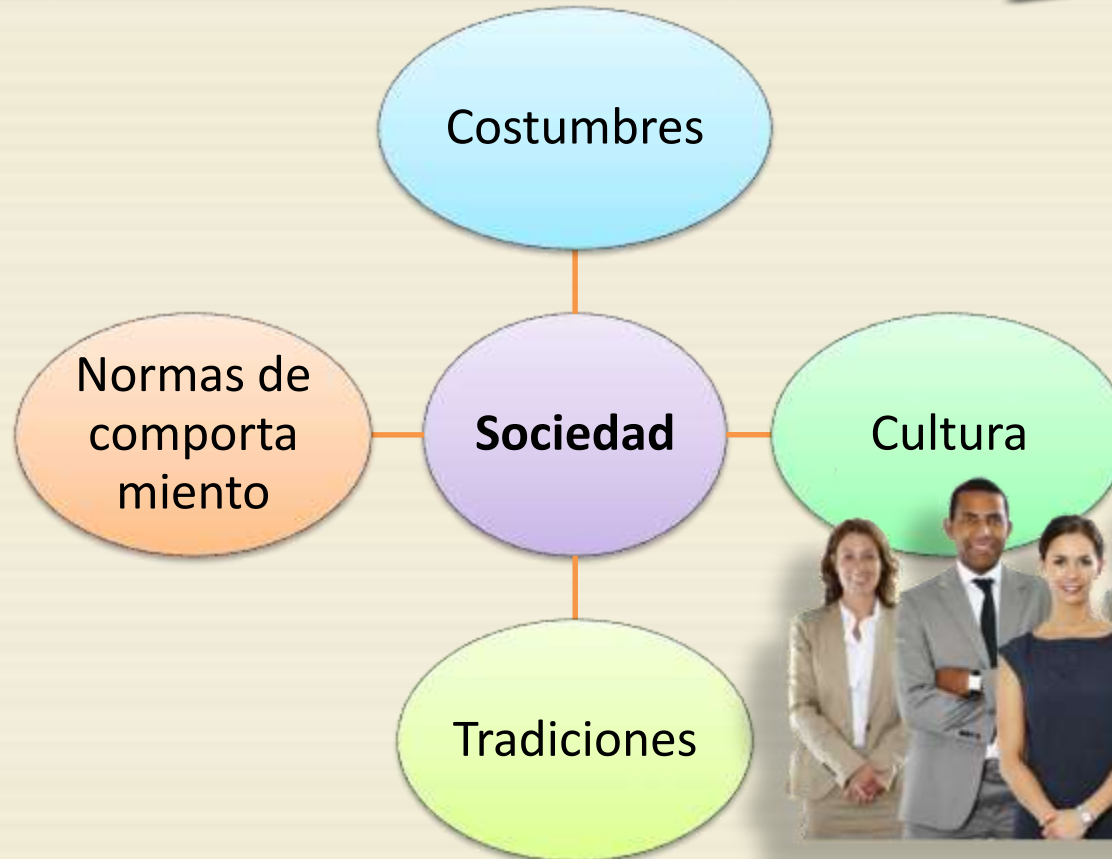 Costumbres
Normas de
comporta
miento
Sociedad
Cultura
Tradiciones